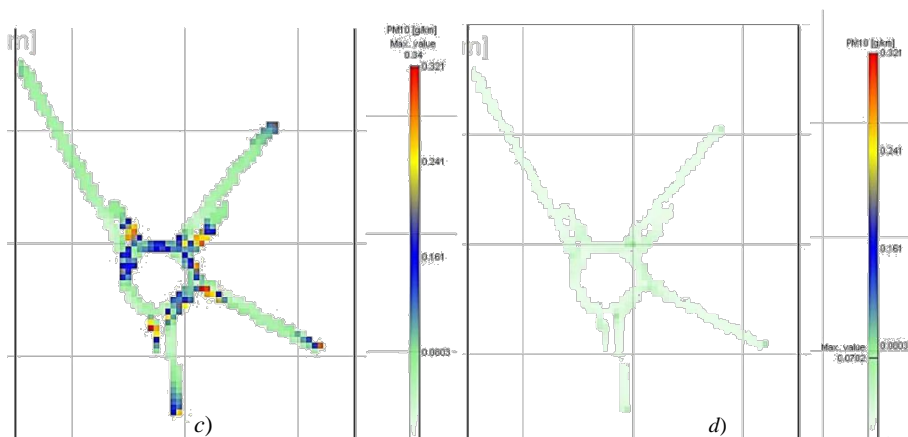 m]
PM10 [g/km]
Max. value
0.34
0.321
0.241
0.161
0.0803
c)
m]
PM10 [g/km]
0.321
0.241
0.161
0.0803
Max. value
0.0782
d)